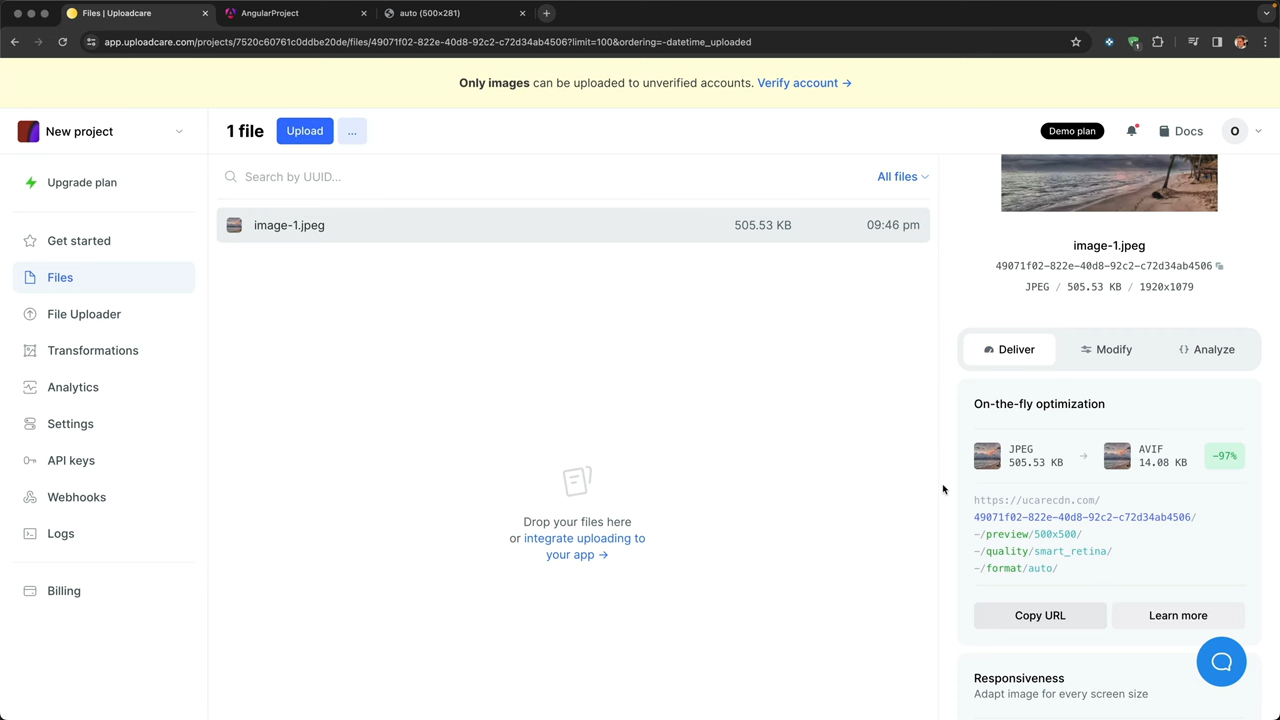 Files | Uploadcare
AngularProject
auto (500×281)
app.uploadcare.com/projects/7520c60761c0ddbe20de/files/49071f02-822e-40d8-92c2-c72d34ab4506?limit=100&ordering=-datetime_uploaded
Only images can be uploaded to unverified accounts. Verify account →
New project
1 file
Upload
...
Demo plan
Docs
O
Upgrade plan
Search by UUID...
All files
image-1.jpeg
505.53 KB
09:46 pm
Get started
Files
File Uploader
Transformations
Analytics
Settings
API keys
Webhooks
Logs
Billing
Drop your files here
or integrate uploading to
your app →
image-1.jpeg
49071f02-822e-40d8-92c2-c72d34ab4506
JPEG / 505.53 KB / 1920x1079
Deliver
Modify
Analyze
On-the-fly optimization
JPEG
505.53 KB
→
AVIF
14.08 KB
-97%
https://ucarecdn.com/
49071f02-822e-40d8-92c2-c72d34ab4506/
-/preview/500x500/
-/quality/smart_retina/
-/format/auto/
Copy URL
Learn more
Responsiveness
Adapt image for every screen size